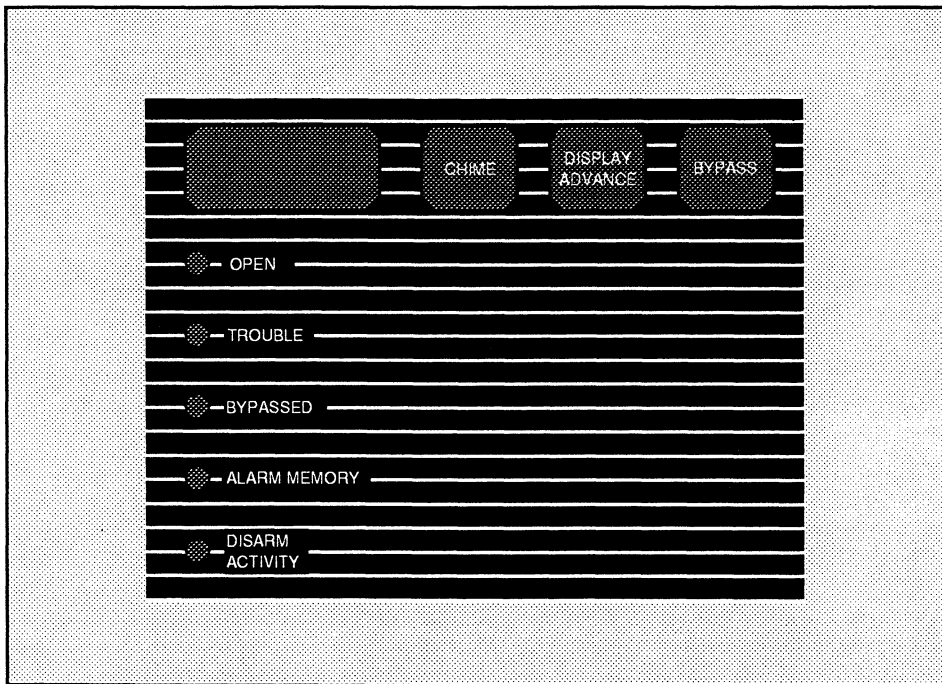 CHIME
DISPLAY
ADVANCE
BYPASS
OPEN
TROUBLE
BYPASSED
ALARM MEMORY
DISARM
ACTIVITY